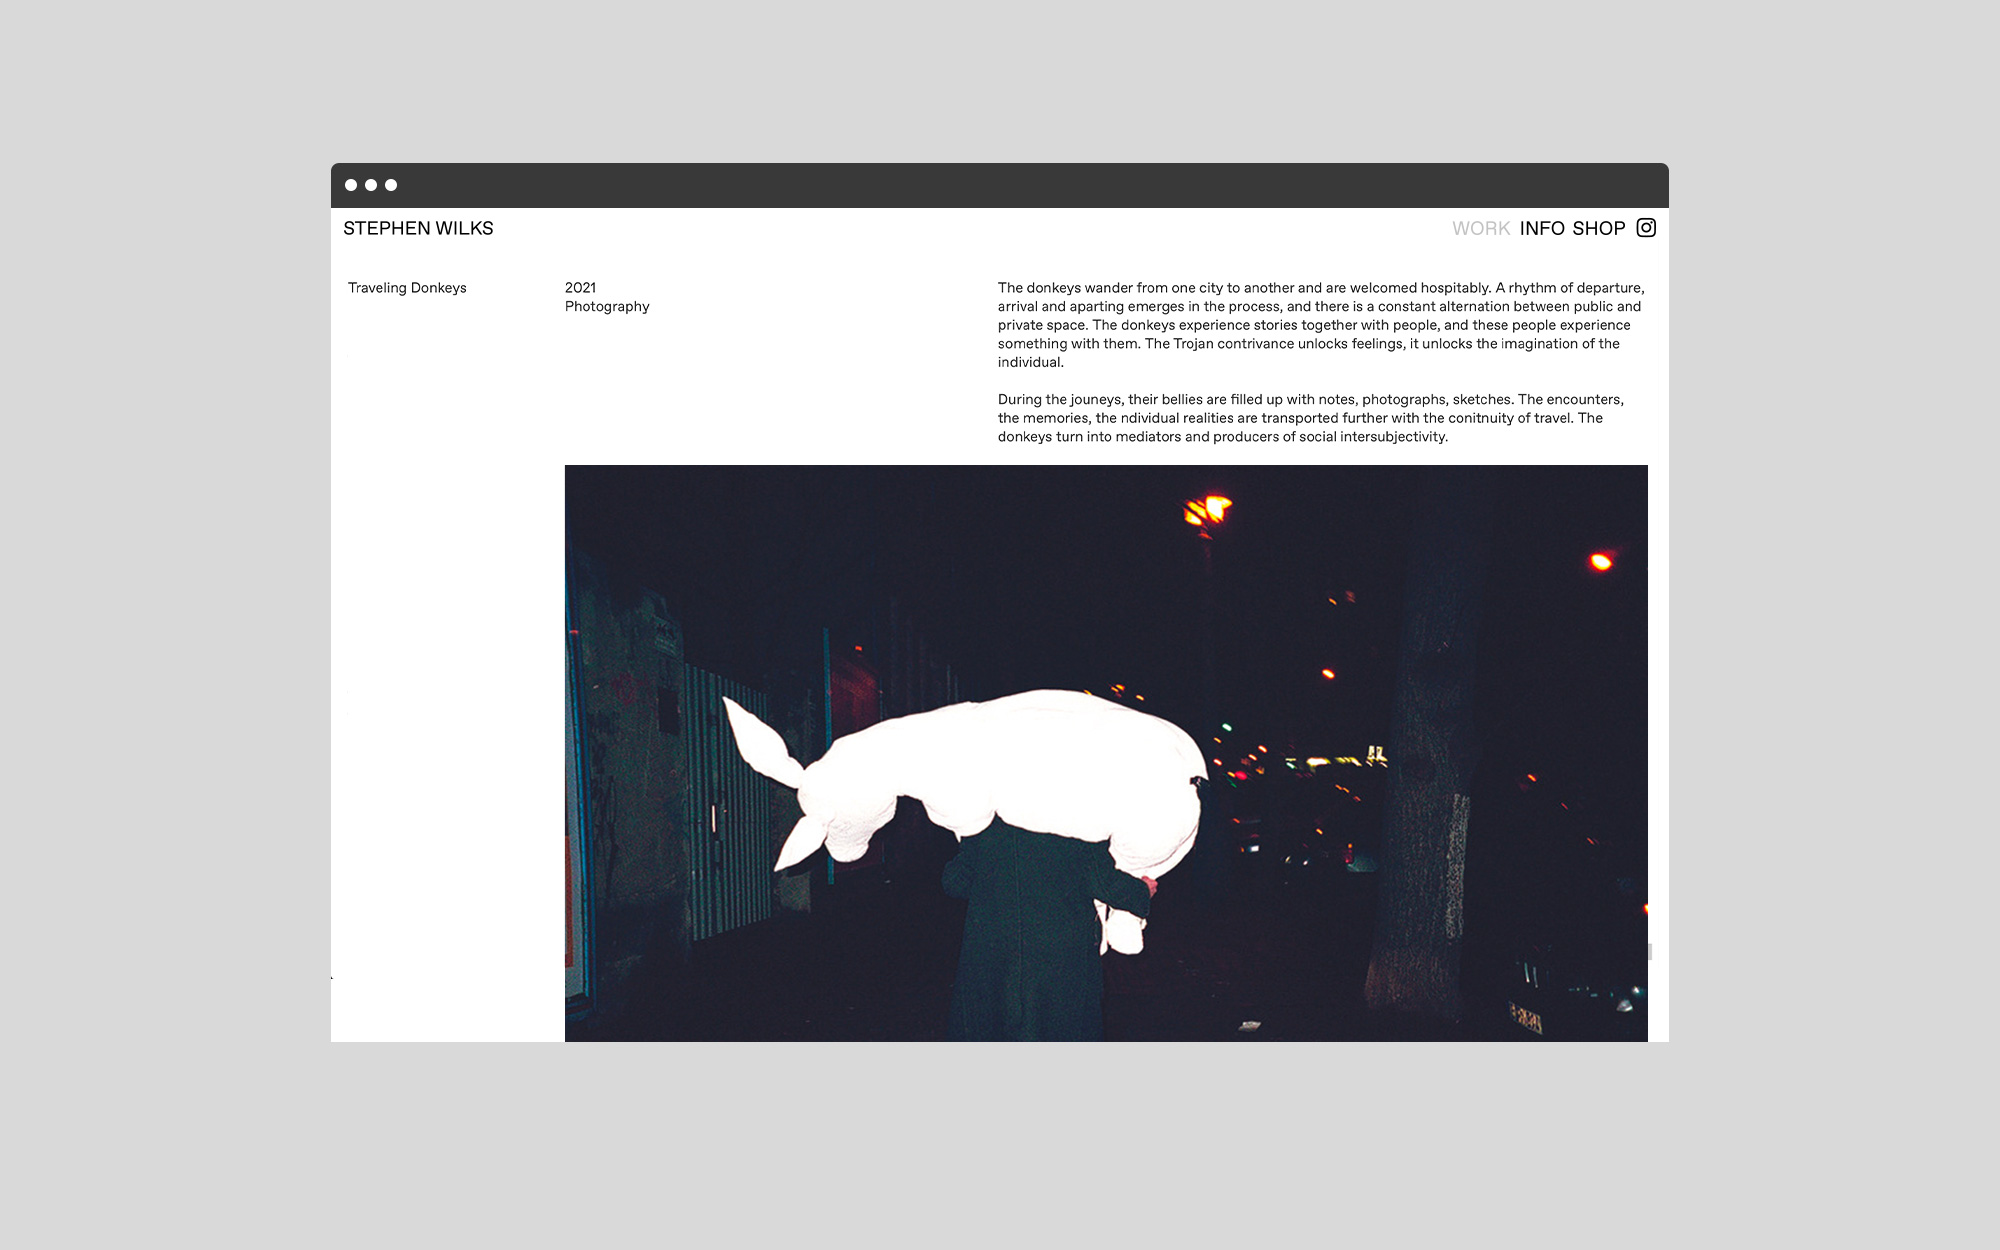 STEPHEN WILKS
WORK INFO SHOP
Traveling Donkeys
2021
Photography
The donkeys wander from one city to another and are welcomed hospitably. A rhythm of departure,
arrival and aparting emerges in the process, and there is a constant alternation between public and
private space. The donkeys experience stories together with people, and these people experience
something with them. The Trojan contrivance unlocks feelings, it unlocks the imagination of the
individual.
During the jouneys, their bellies are filled up with notes, photographs, sketches. The encounters,
the memories, the ndividual realities are transported further with the conitnuity of travel. The
donkeys turn into mediators and producers of social intersubjectivity.